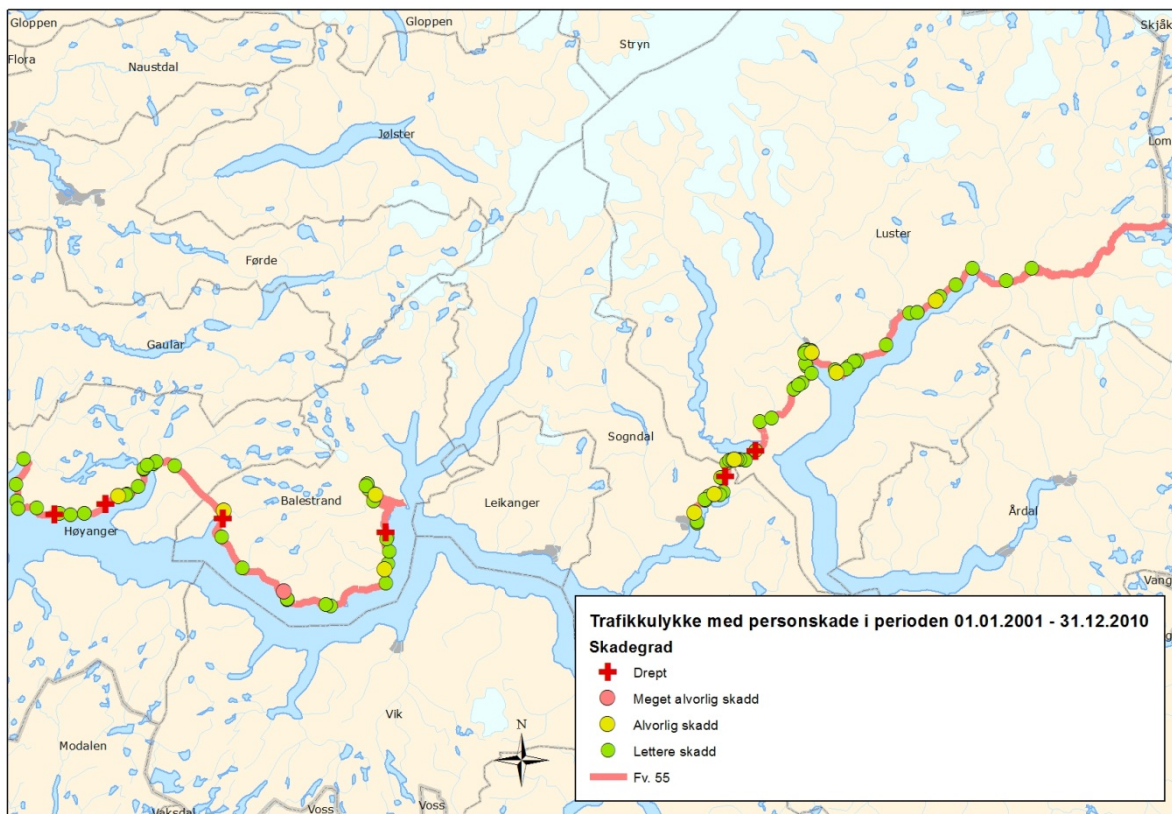 Gloppen
Gloppen
Skjåk
Stryn
Flora
Naustdal
Jølster
Lom
Luster
Førde
Gaular
Sogndal
Balestrand
Leikanger
Årdal
Høyanger
Vang
Vik
Modalen
N
Vaksdal
Voss
Voss
Trafikkulykke med personskade i perioden 01.01.2001 - 31.12.2010
Skadegrad
Drept
Meget alvorlig skadd
Alvorlig skadd
Lettere skadd
Fv. 55